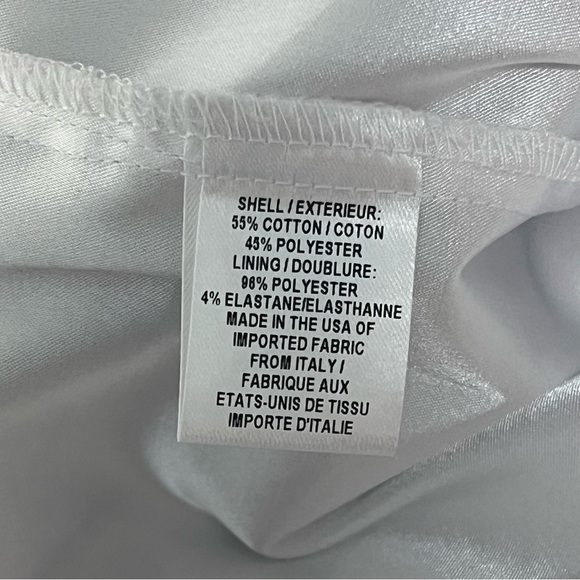 SHELL / EXTERIEUR:
55% COTTON / COTON
45% POLYESTER
LINING / DOUBLURE:
96% POLYESTER
4% ELASTANE/ELASTHANNE
MADE IN THE USA OF
IMPORTED FABRIC
FROM ITALY /
FABRIQUE AUX
ETATS-UNIS DE TISSU
IMPORTE D'ITALIE